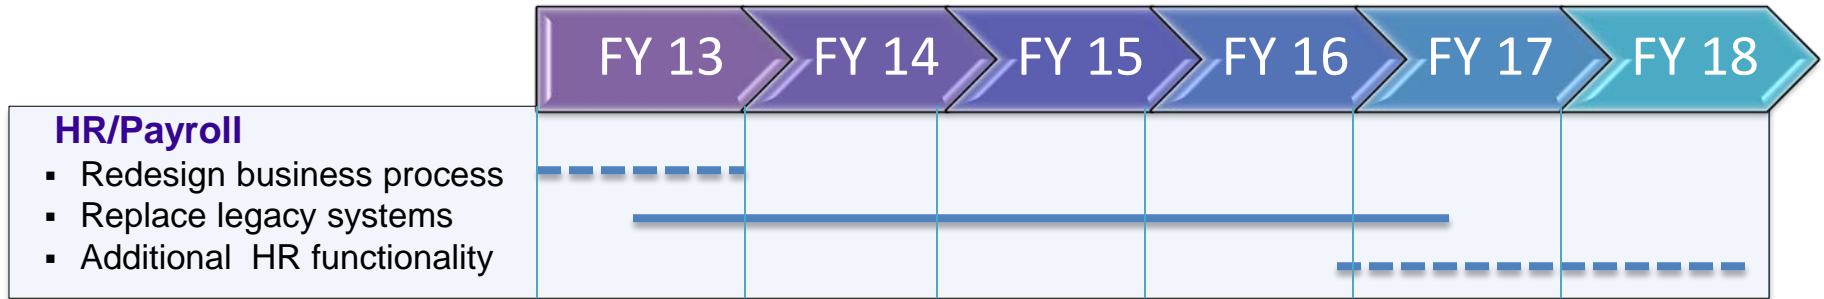 FY 13 FY 14 FY 15 FY 16 FY 17 FY 18
HR/Payroll
▪ Redesign business process
▪ Replace legacy systems
▪ Additional HR functionality